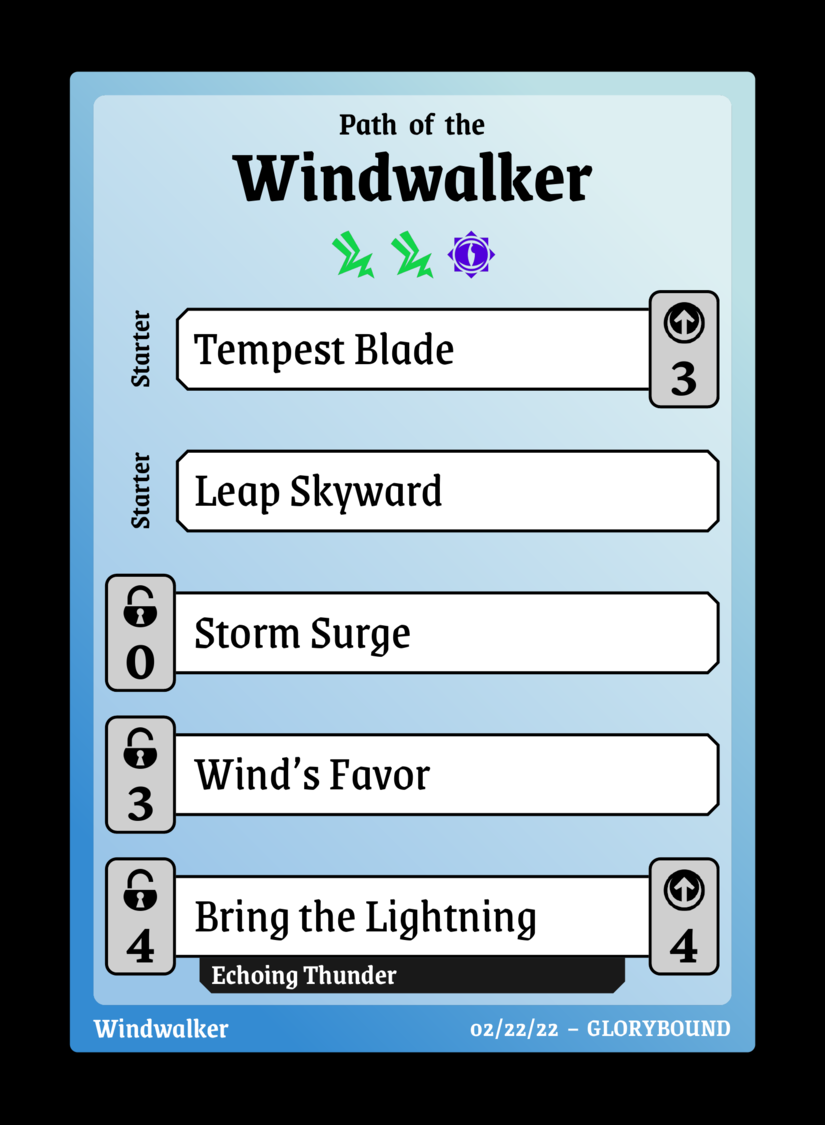 Path of the
Windwalker
Starter
Tempest Blade
3
Starter
Leap Skyward
0
Storm Surge
3
Wind’s Favor
4
Bring the Lightning
4
Echoing Thunder
Windwalker
02/22/22 – GLORYBOUND